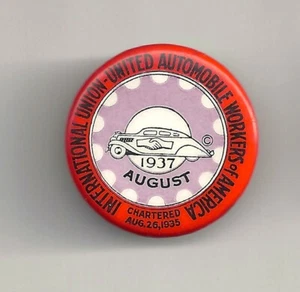 INTERNATIONAL UNION-UNITED AUTOMOBILE WORKERS of AMERICA
©
1937
AUGUST
CHARTERED
AUG. 26, 1935